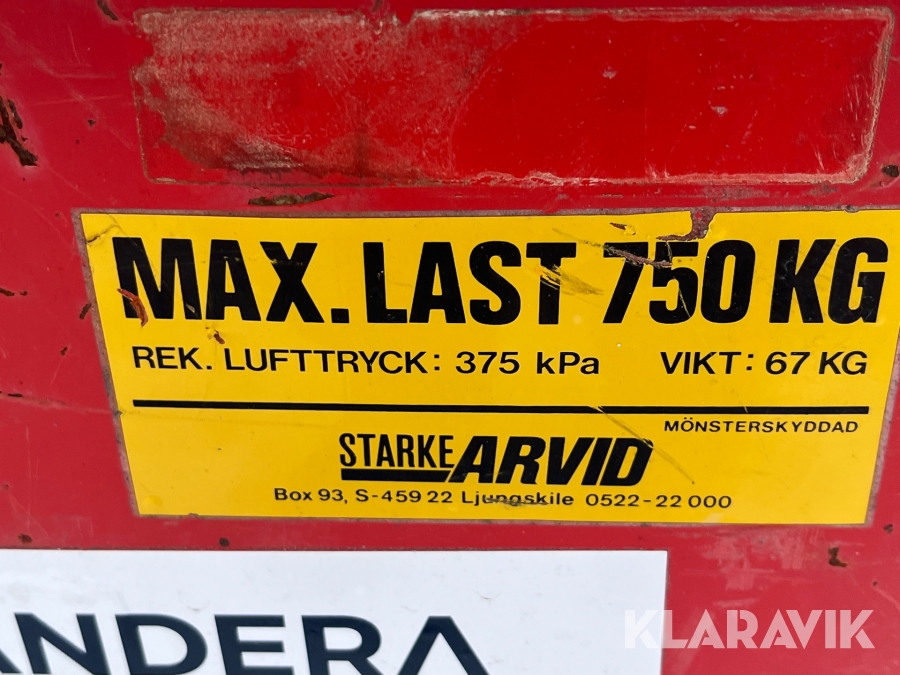 MAX. LAST 750 KG
REK. LUFTTRYCK: 375 kPa VIKT: 67 KG
MÖNSTERSKYDDAD
STARKE ARVID
Box 93, S-459 22 Ljungskile 0522-22 000
ANDERA
KLARAVIK